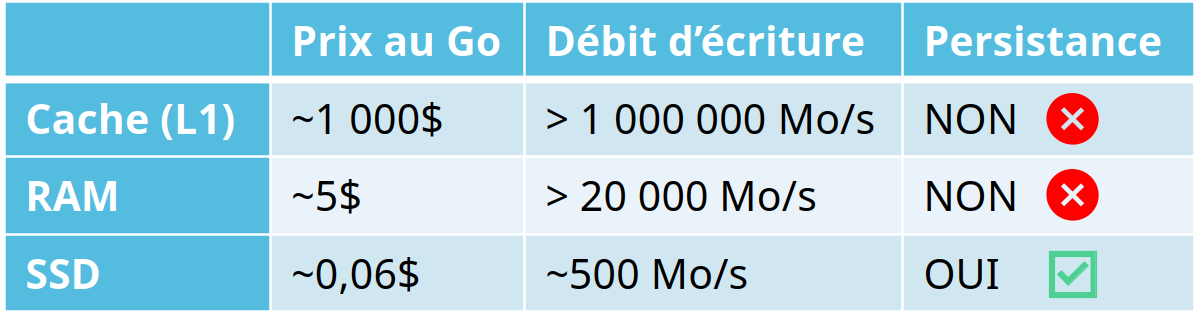 Prix au Go Débit d’écriture Persistance
Cache (L1) ~1 000$ > 1 000 000 Mo/s NON
RAM ~5$ > 20 000 Mo/s NON
SSD ~0,06$ ~500 Mo/s OUI